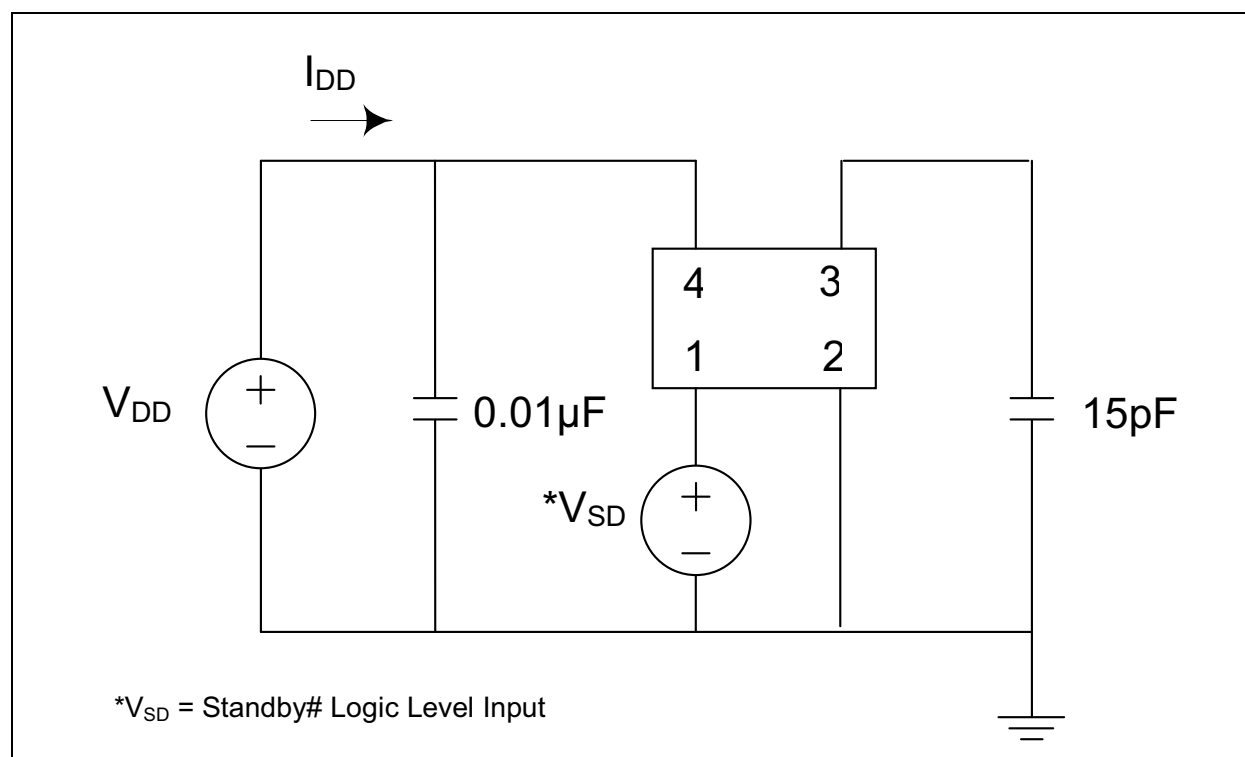 I_DD
4 3
1 2
V_DD
+
−
0.01µF
*V_SD
+
−
15pF
*V_SD = Standby# Logic Level Input